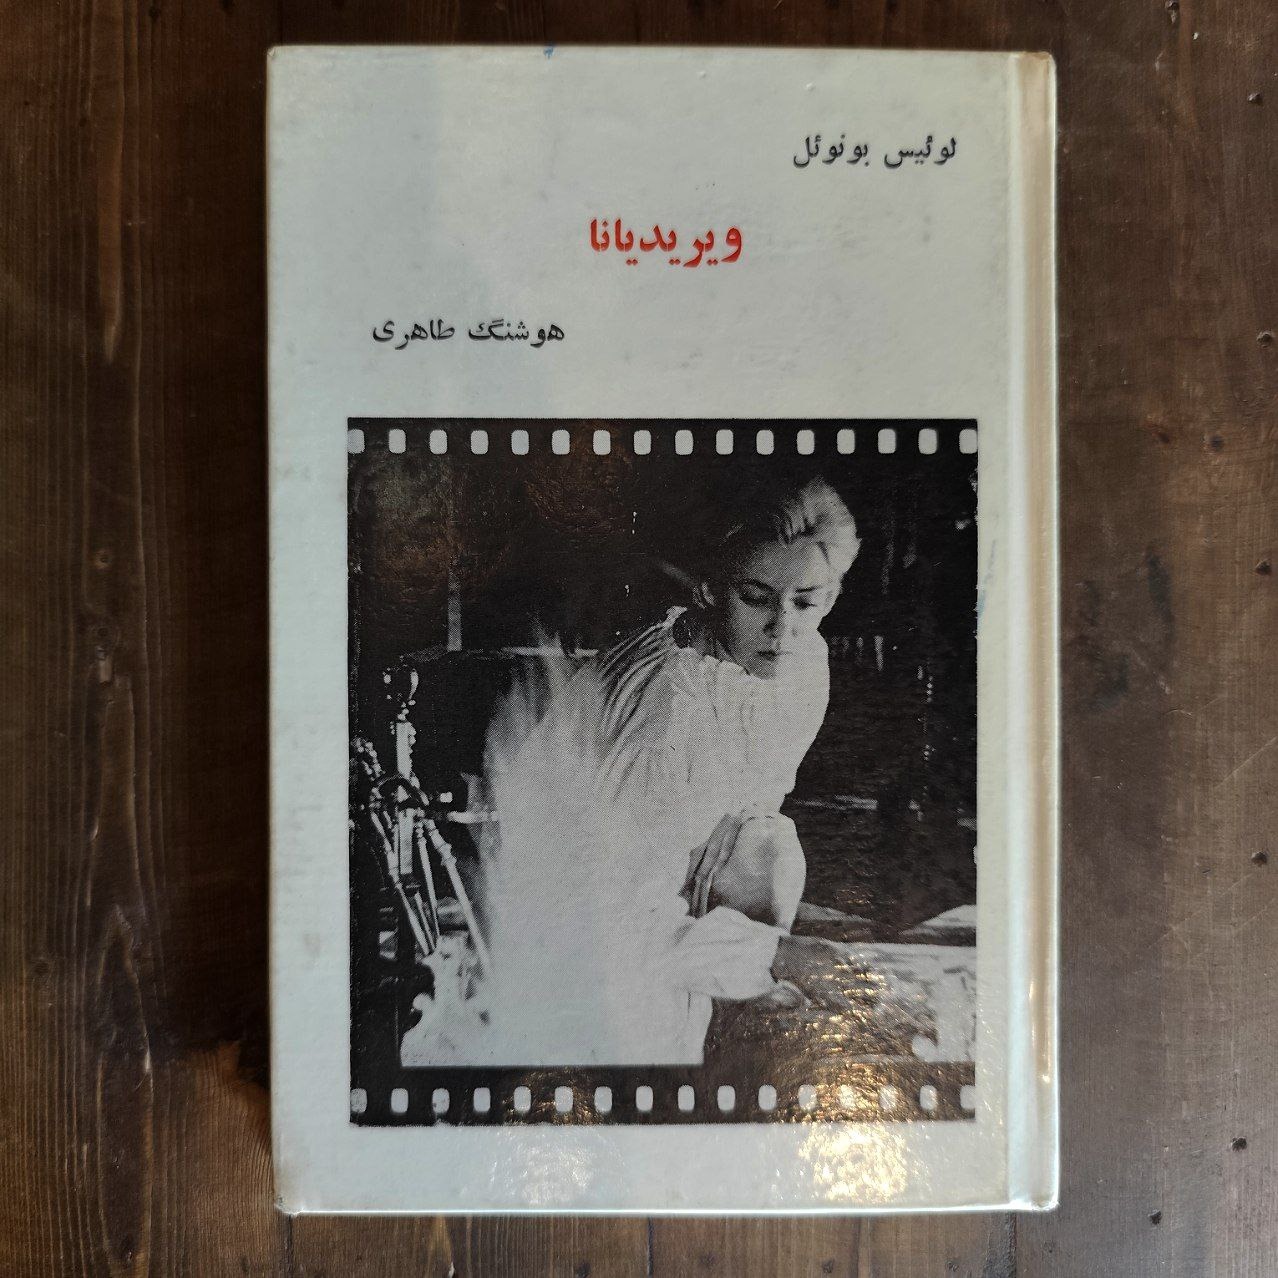 لوئیس بونوئل
ویریدیانا
هوشنگ طاهری